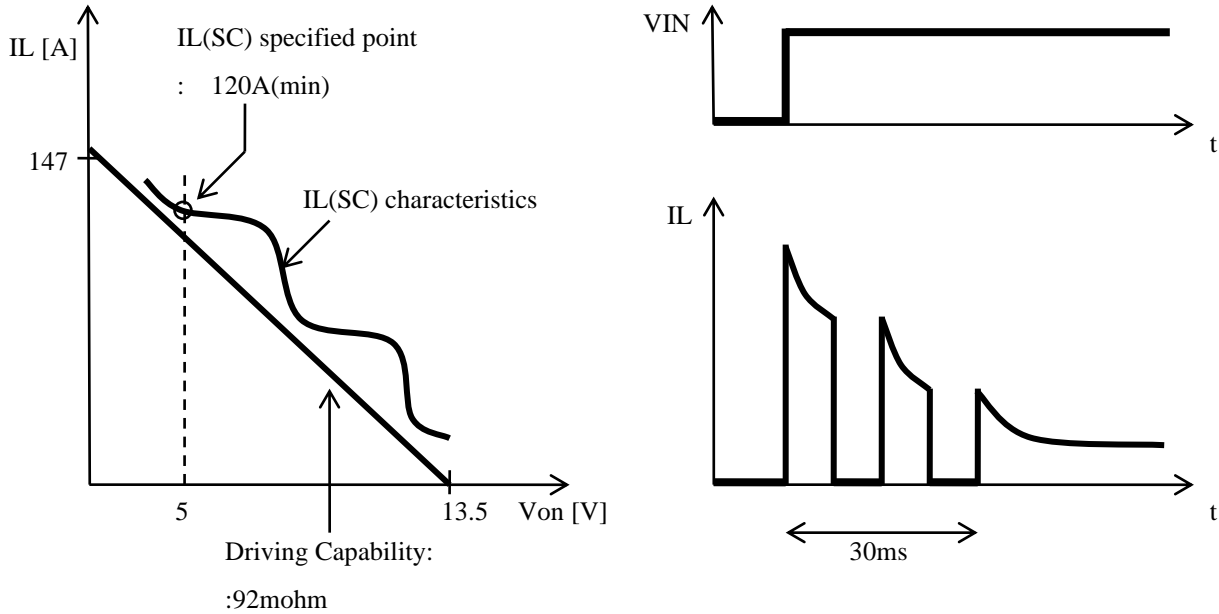 IL [A]
IL(SC) specified point
: 120A(min)
147
IL(SC) characteristics
5
13.5
Von [V]
Driving Capability:
:92mohm
VIN
t
IL
t
30ms